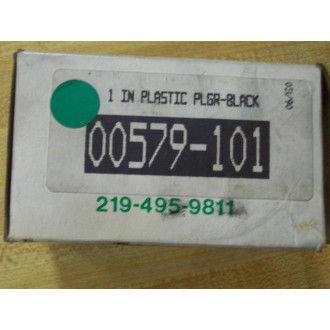 1 IN PLASTIC PLGR-BLACK
00579-101
219-495-9811